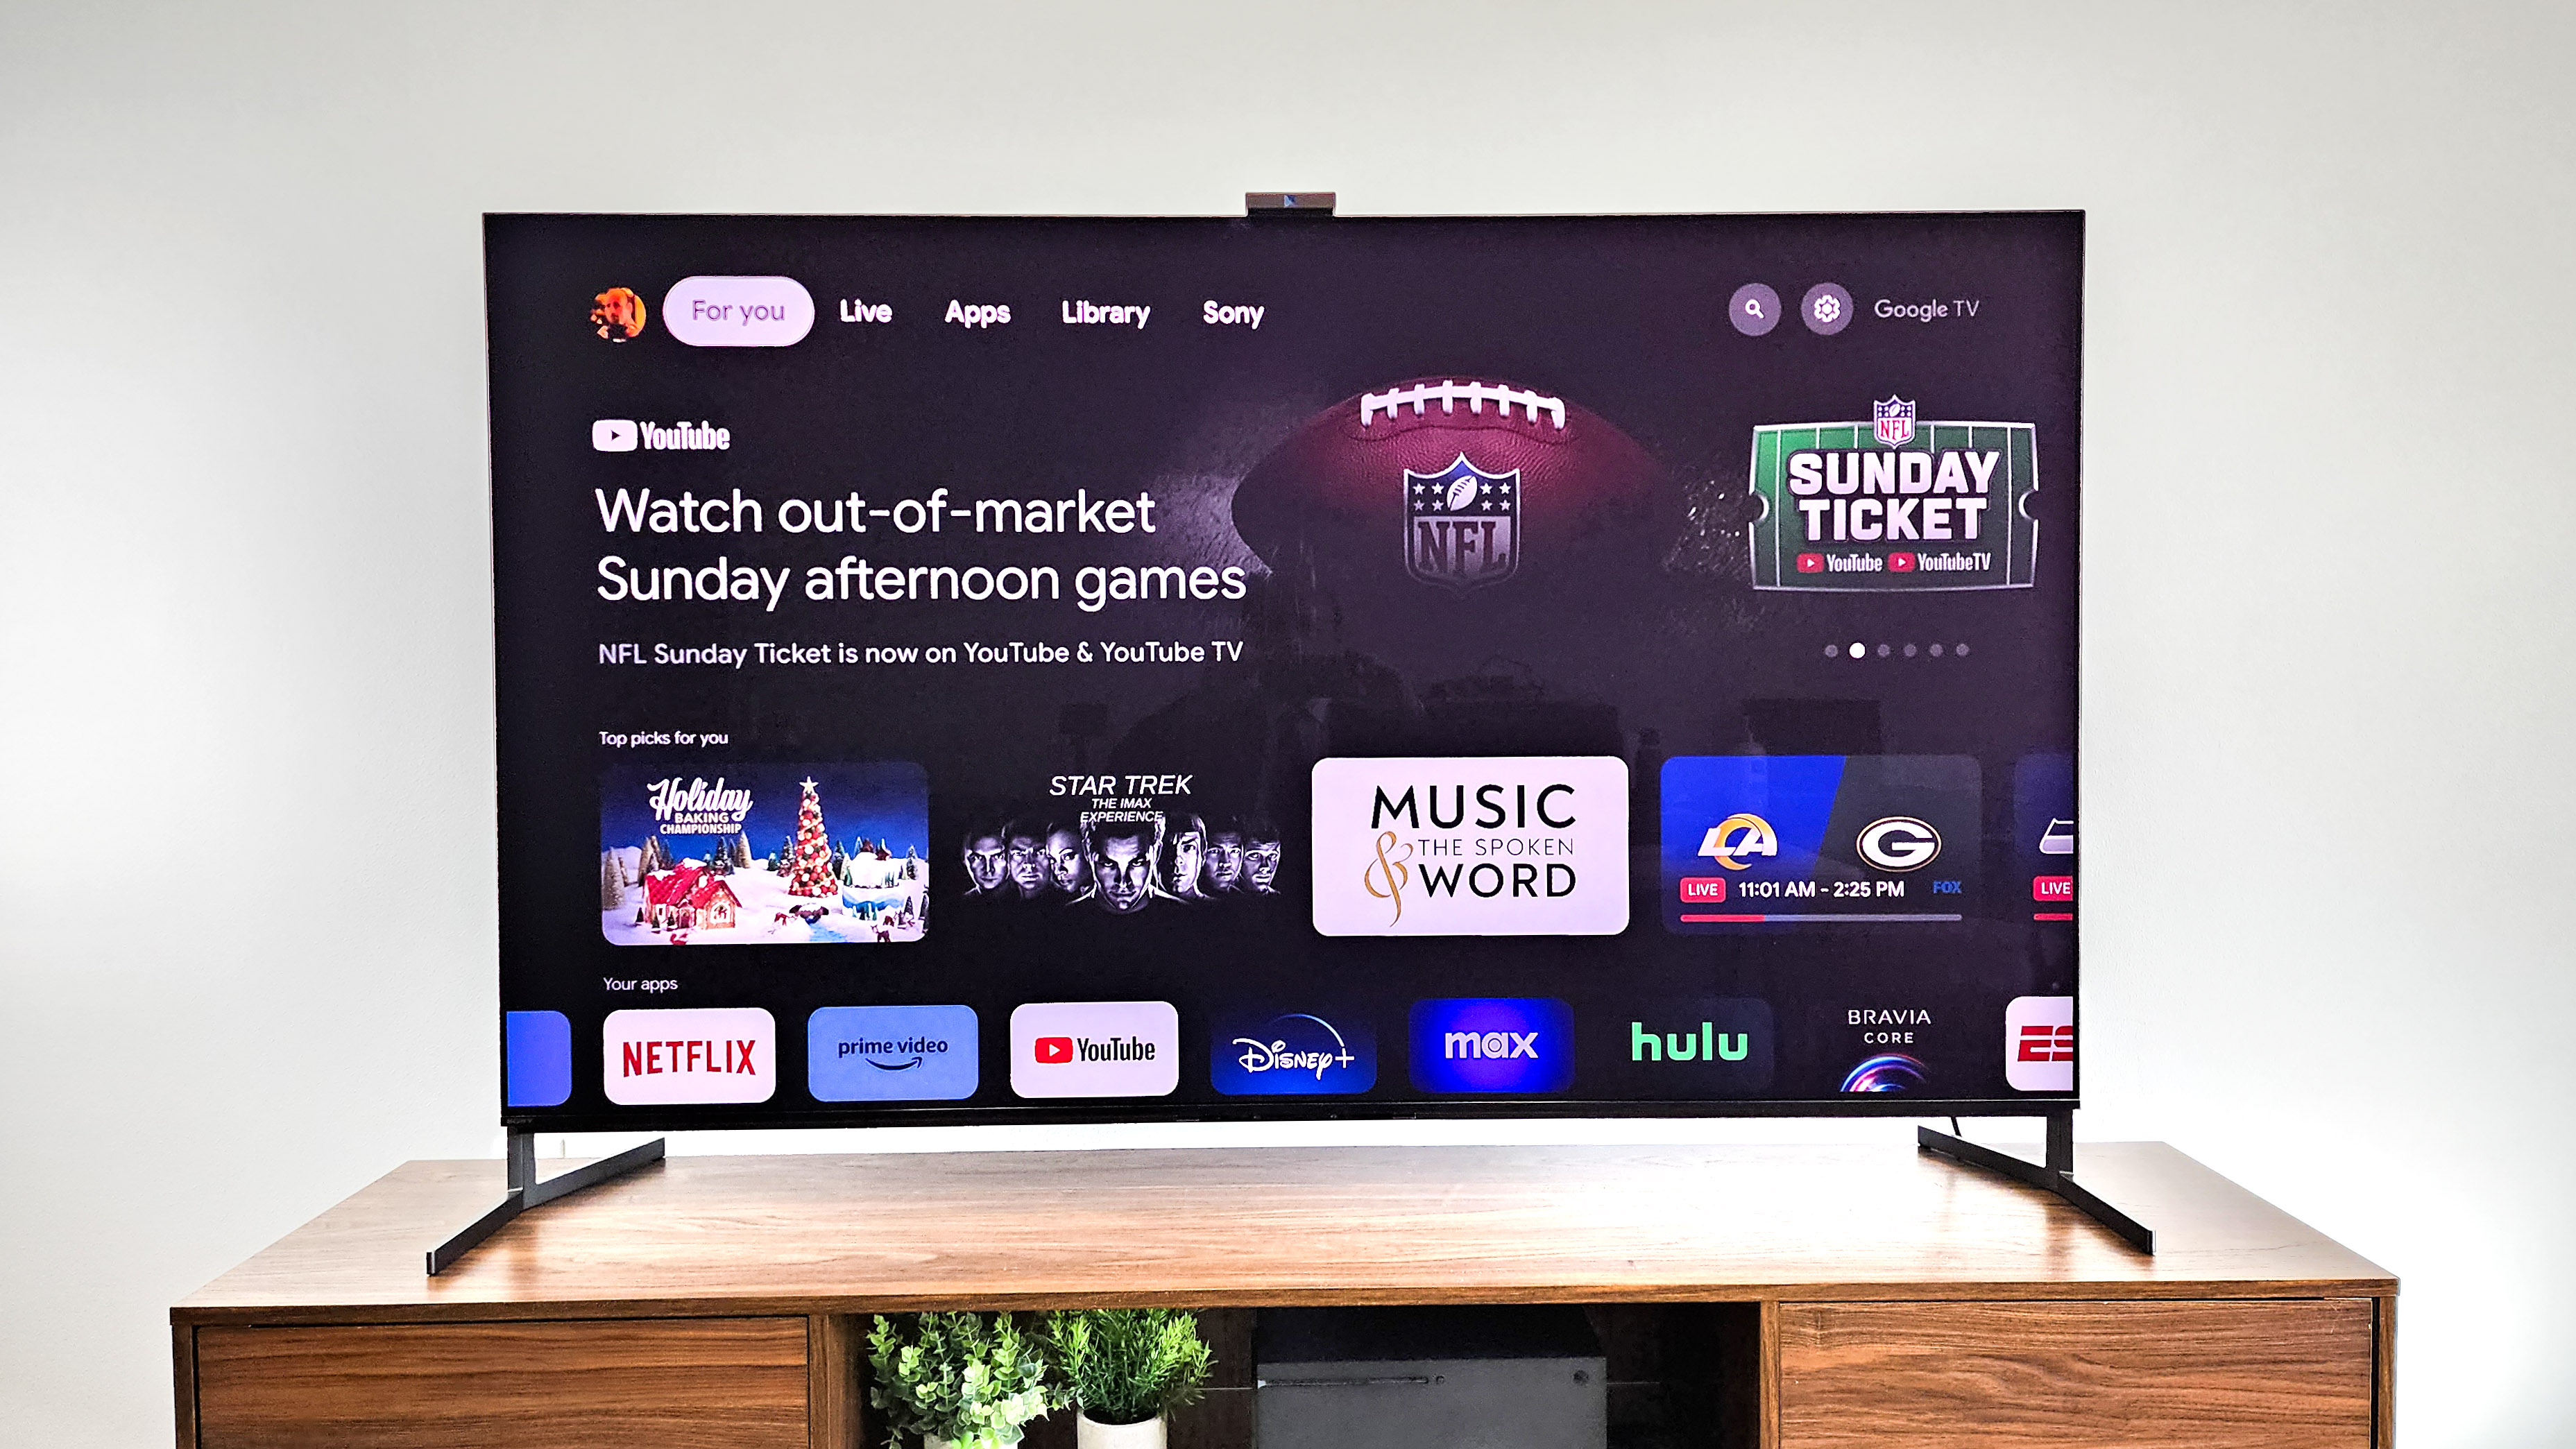 For you
Live
Apps
Library
Sony
Google TV
YouTube
Watch out-of-market
Sunday afternoon games
NFL Sunday Ticket is now on YouTube & YouTube TV
NFL
NFL
SUNDAY
TICKET
YouTube YouTubeTV
Top picks for you
Holiday
BAKING
CHAMPIONSHIP
STAR TREK
THE IMAX
EXPERIENCE
MUSIC
& THE SPOKEN
WORD
LA
G
LIVE 11:01 AM - 2:25 PM FOX
LIVE
Your apps
NETFLIX
prime video
YouTube
Disney+
max
hulu
BRAVIA
CORE
ES
SONY